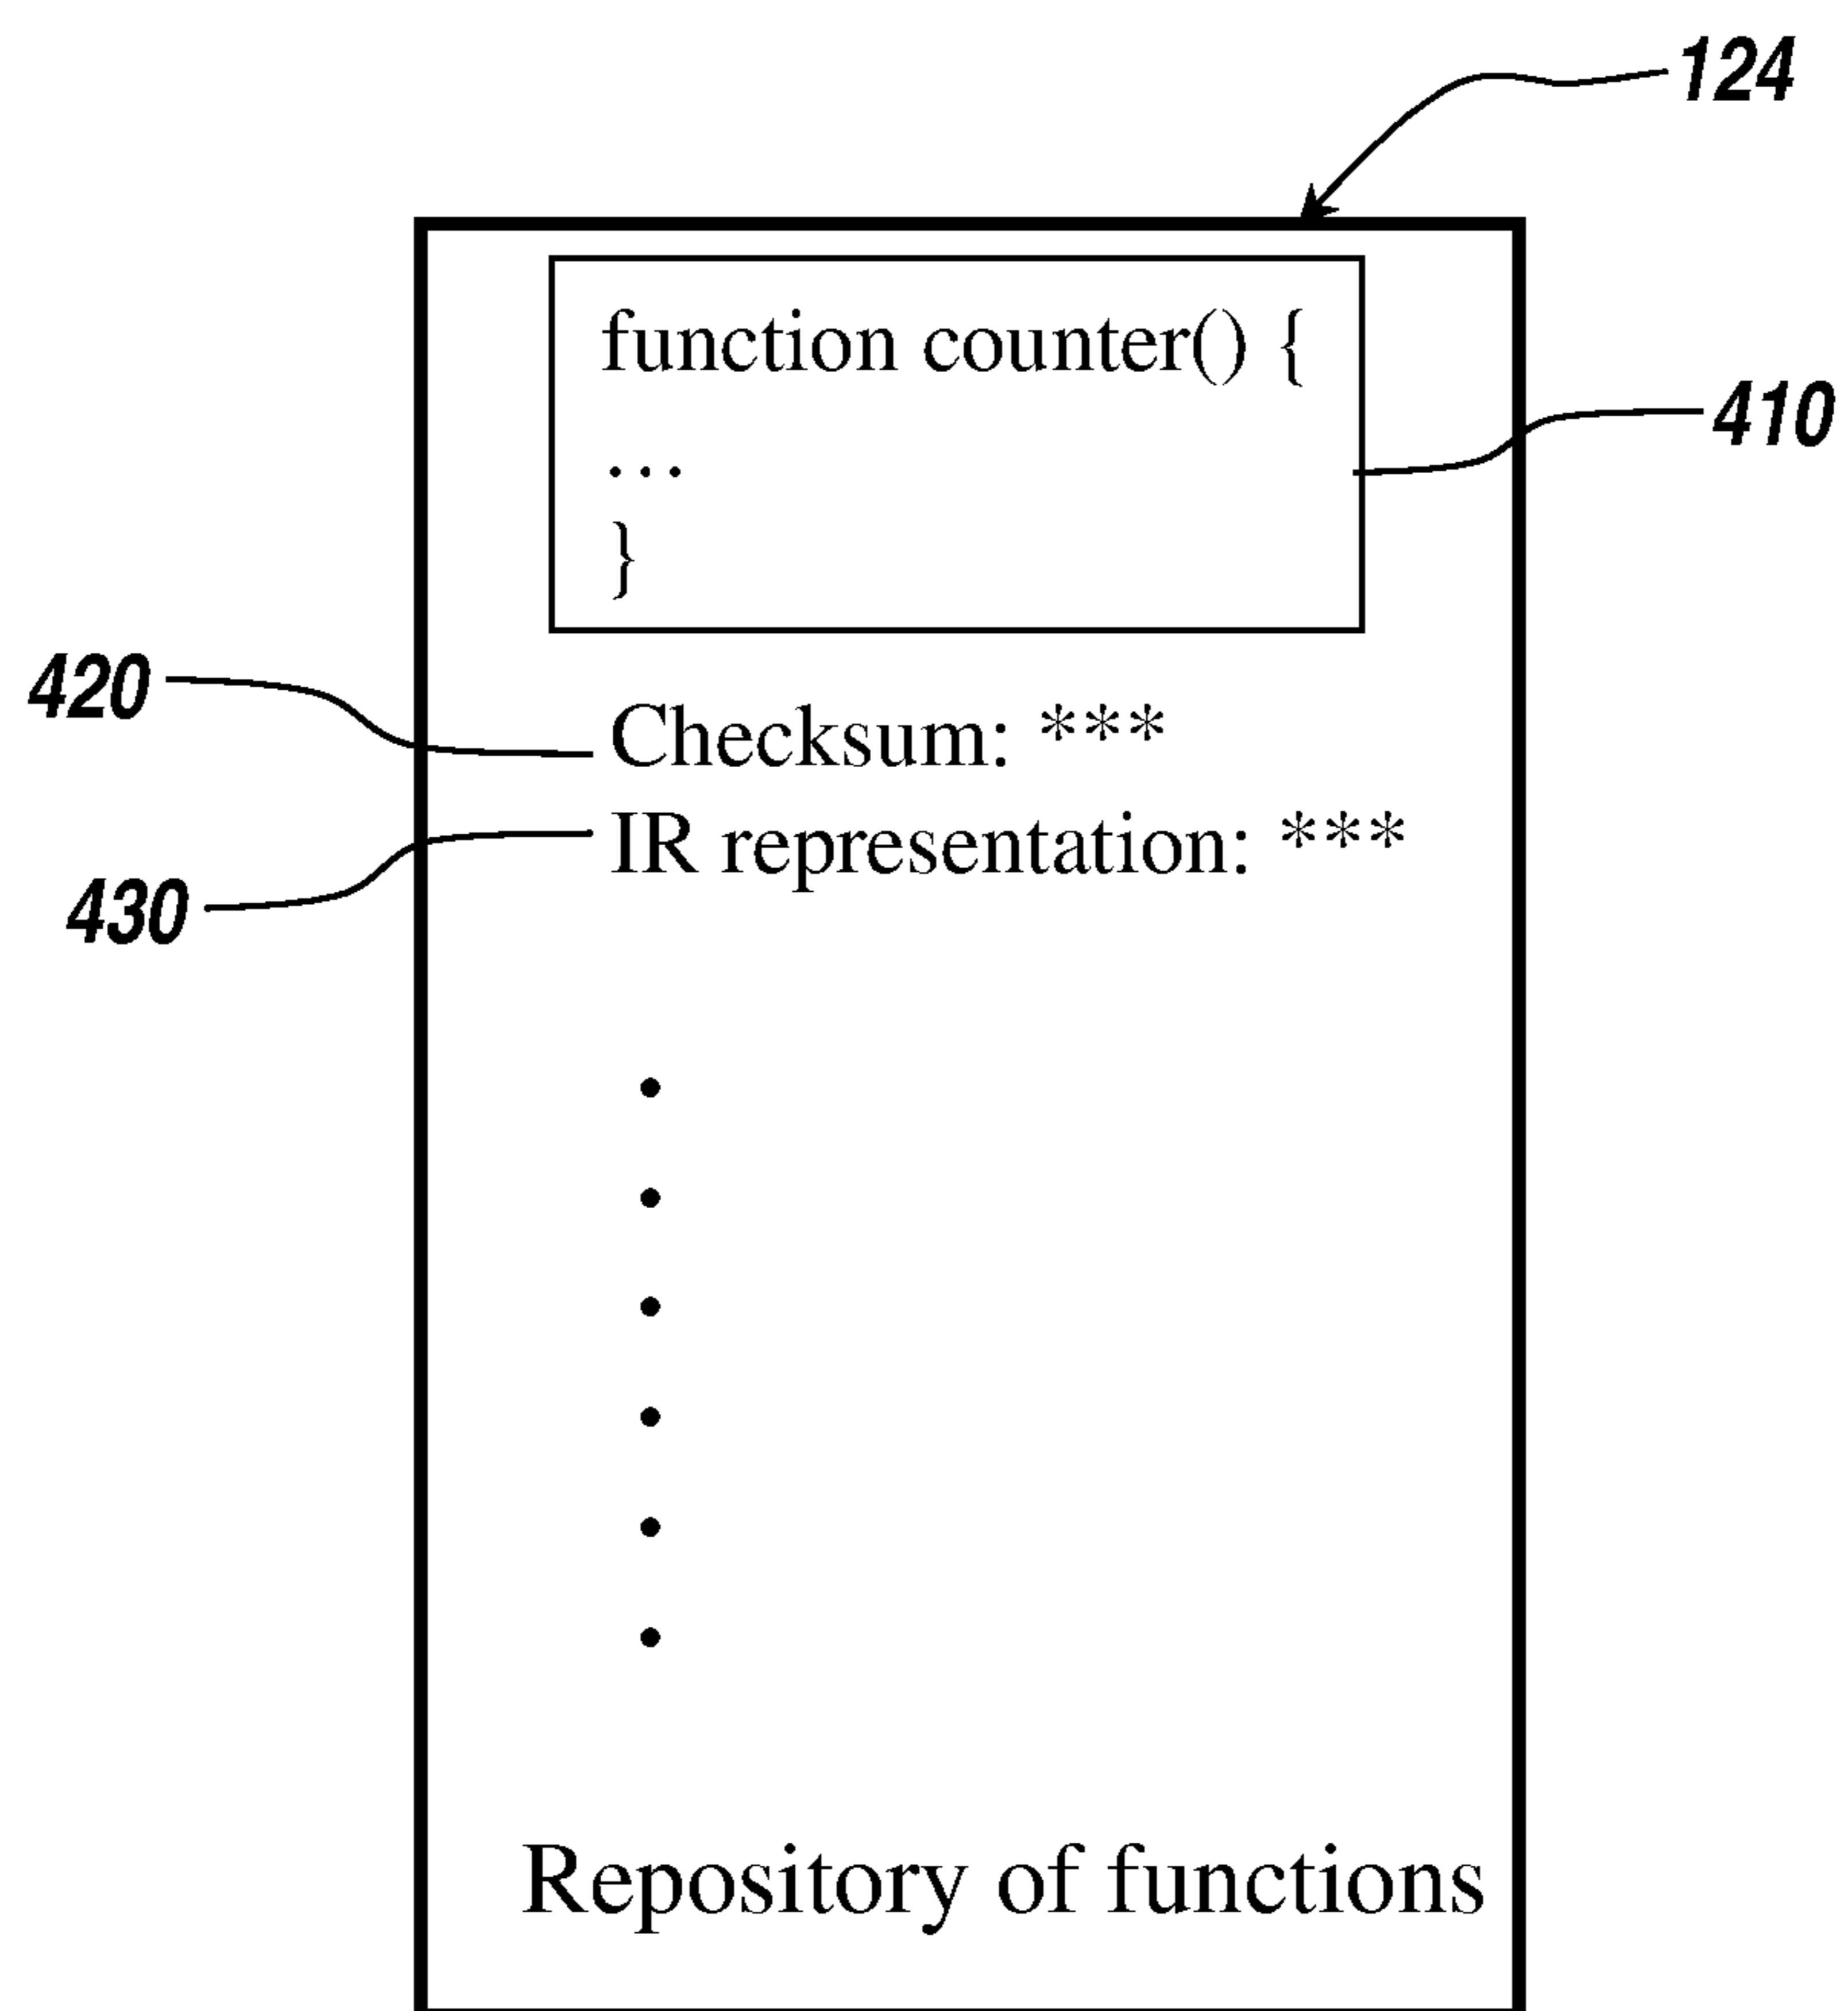 124
function counter() {
...
}
410
420
Checksum: ***
IR representation: ***
430
Repository of functions